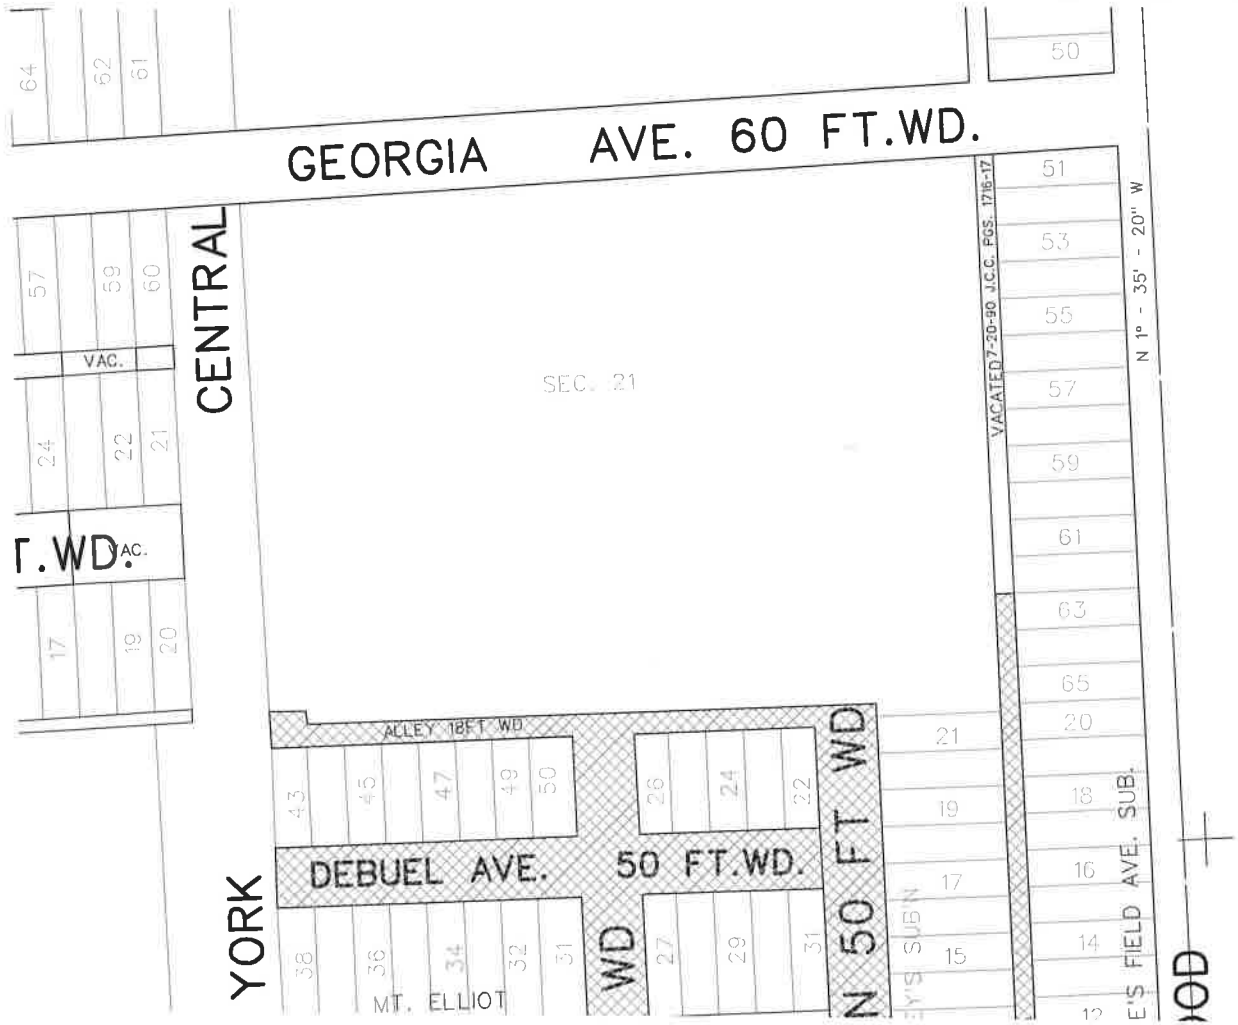 64
62
61
50
GEORGIA AVE. 60 FT.WD.
51
53
55
57
59
61
63
65
20
18
16
14
12
VACATED 7-20-90 J.C.C. PGS. 1716-17
N 1° - 35' - 20" W
57
59
60
CENTRAL
VAC.
24
22
21
SEC. 21
T.WD.
VAC.
17
19
20
ALLEY 18FT WD
43
45
47
49
50
26
24
22
21
19
17
15
DEBUEL AVE. 50 FT.WD.
YORK
38
36
34
32
31
27
29
31
MT. ELLIOT
WD
N 50 FT WD
EY'S SUB'N
E'S FIELD AVE. SUB.
OOD